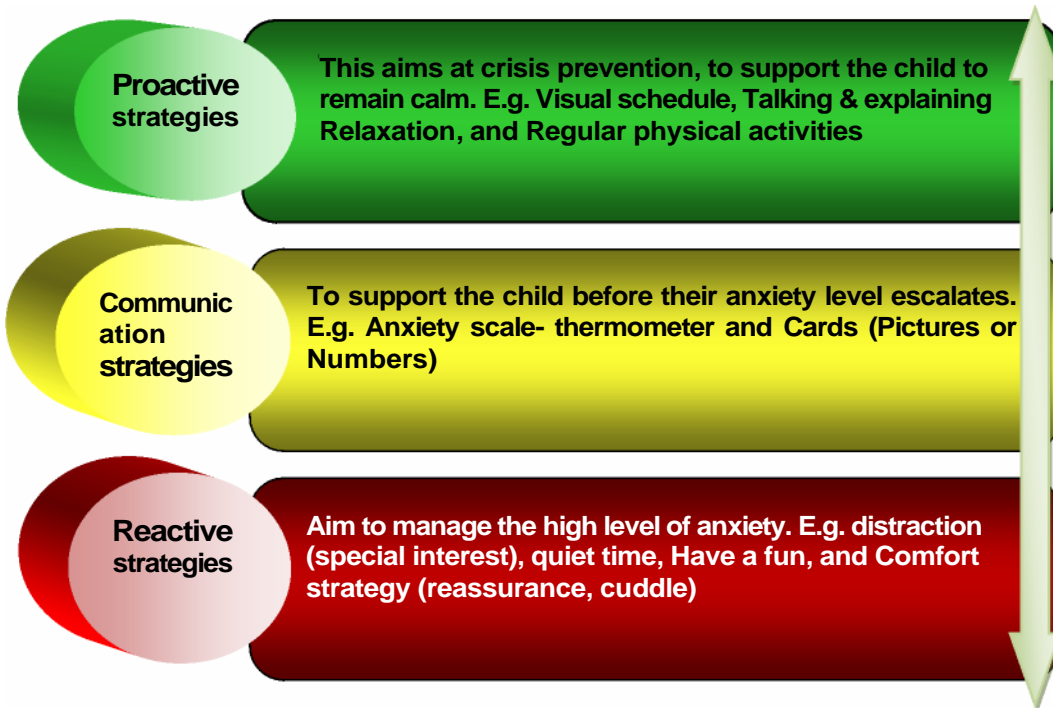 Proactive
strategies
This aims at crisis prevention, to support the child to
remain calm. E.g. Visual schedule, Talking & explaining
Relaxation, and Regular physical activities
Communic
ation
strategies
To support the child before their anxiety level escalates.
E.g. Anxiety scale- thermometer and Cards (Pictures or
Numbers)
Reactive
strategies
Aim to manage the high level of anxiety. E.g. distraction
(special interest), quiet time, Have a fun, and Comfort
strategy (reassurance, cuddle)